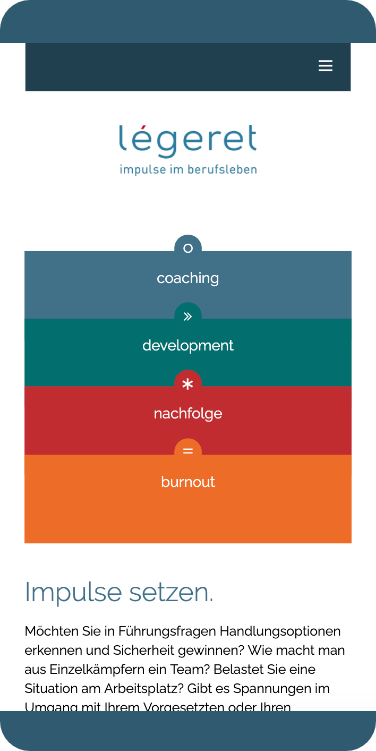 légeret
impulse im berufsleben
coaching
development
nachfolge
burnout
Impulse setzen.
Möchten Sie in Führungsfragen Handlungsoptionen
erkennen und Sicherheit gewinnen? Wie macht man
aus Einzelkämpfern ein Team? Belastet Sie eine
Situation am Arbeitsplatz? Gibt es Spannungen im
Umgang mit Ihrem Vorgesetzten oder Ihren